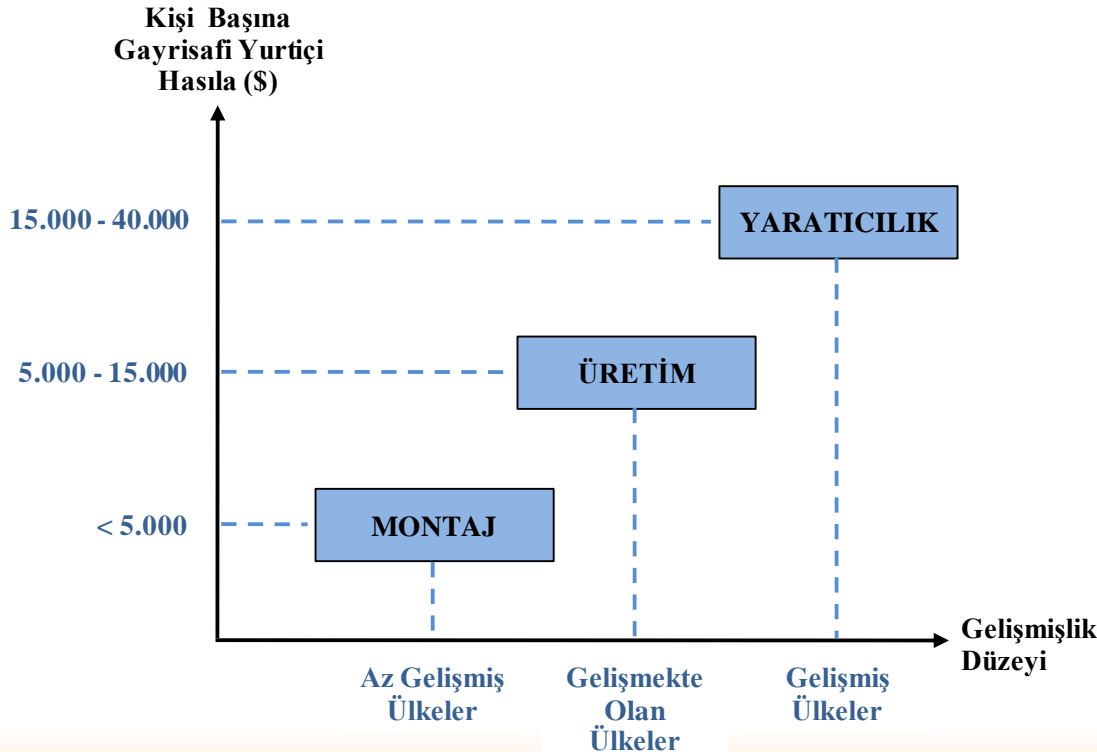 Kişi Başına
Gayrisafi Yurtiçi
Hasıla ($)
15.000 - 40.000
YARATICILIK
5.000 - 15.000
ÜRETİM
< 5.000
MONTAJ
Gelişmişlik
Düzeyi
Az Gelişmiş
Ülkeler
Gelişmekte
Olan
Ülkeler
Gelişmiş
Ülkeler